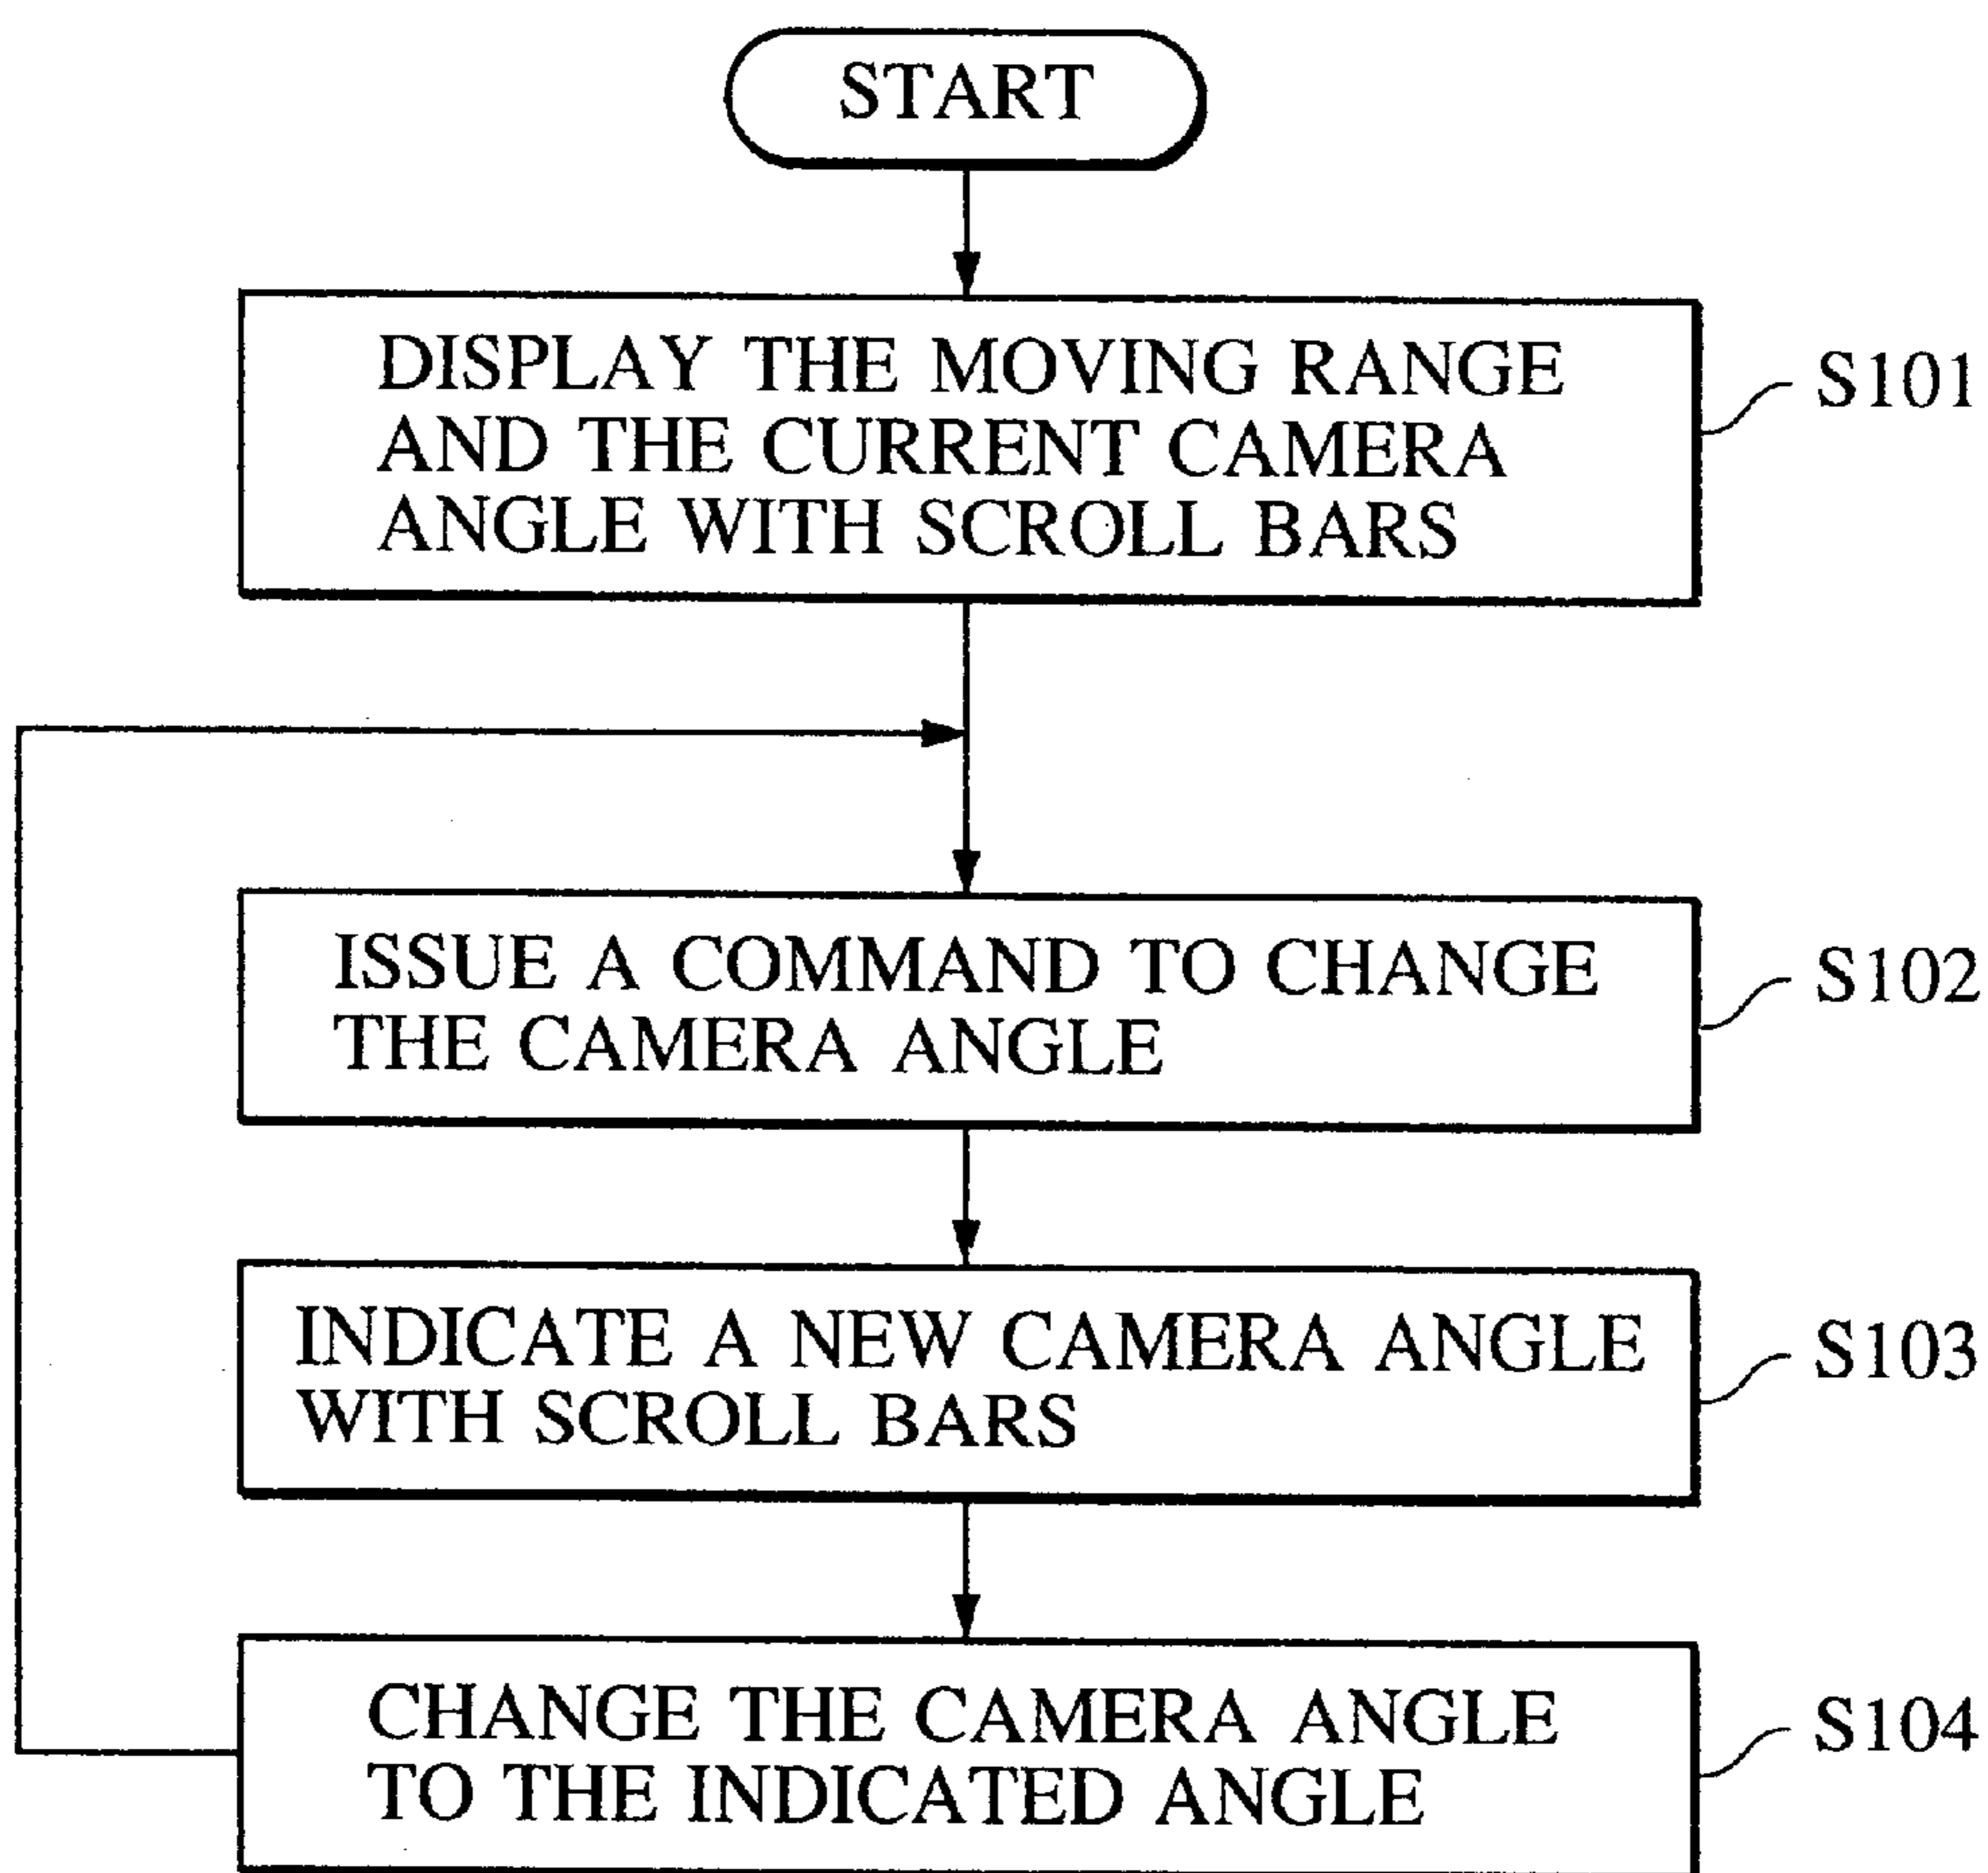 START
DISPLAY THE MOVING RANGE
AND THE CURRENT CAMERA
ANGLE WITH SCROLL BARS
S101
ISSUE A COMMAND TO CHANGE
THE CAMERA ANGLE
S102
INDICATE A NEW CAMERA ANGLE
WITH SCROLL BARS
S103
CHANGE THE CAMERA ANGLE
TO THE INDICATED ANGLE
S104